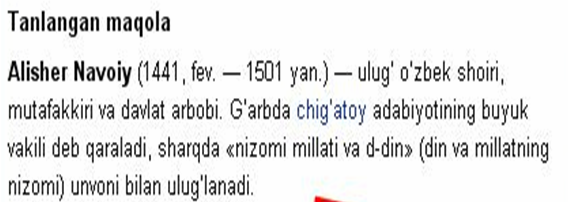 Tanlangan maqola
Alisher Navoiy (1441, fev. — 1501 yan.) — ulug' o'zbek shoiri,
mutafakkiri va davlat arbobi. G'arbda chig'atoy adabiyotining buyuk
vakili deb qaraladi, sharqda «nizomi millati va d-din» (din va millatning
nizomi) unvoni bilan ulug'lanadi.